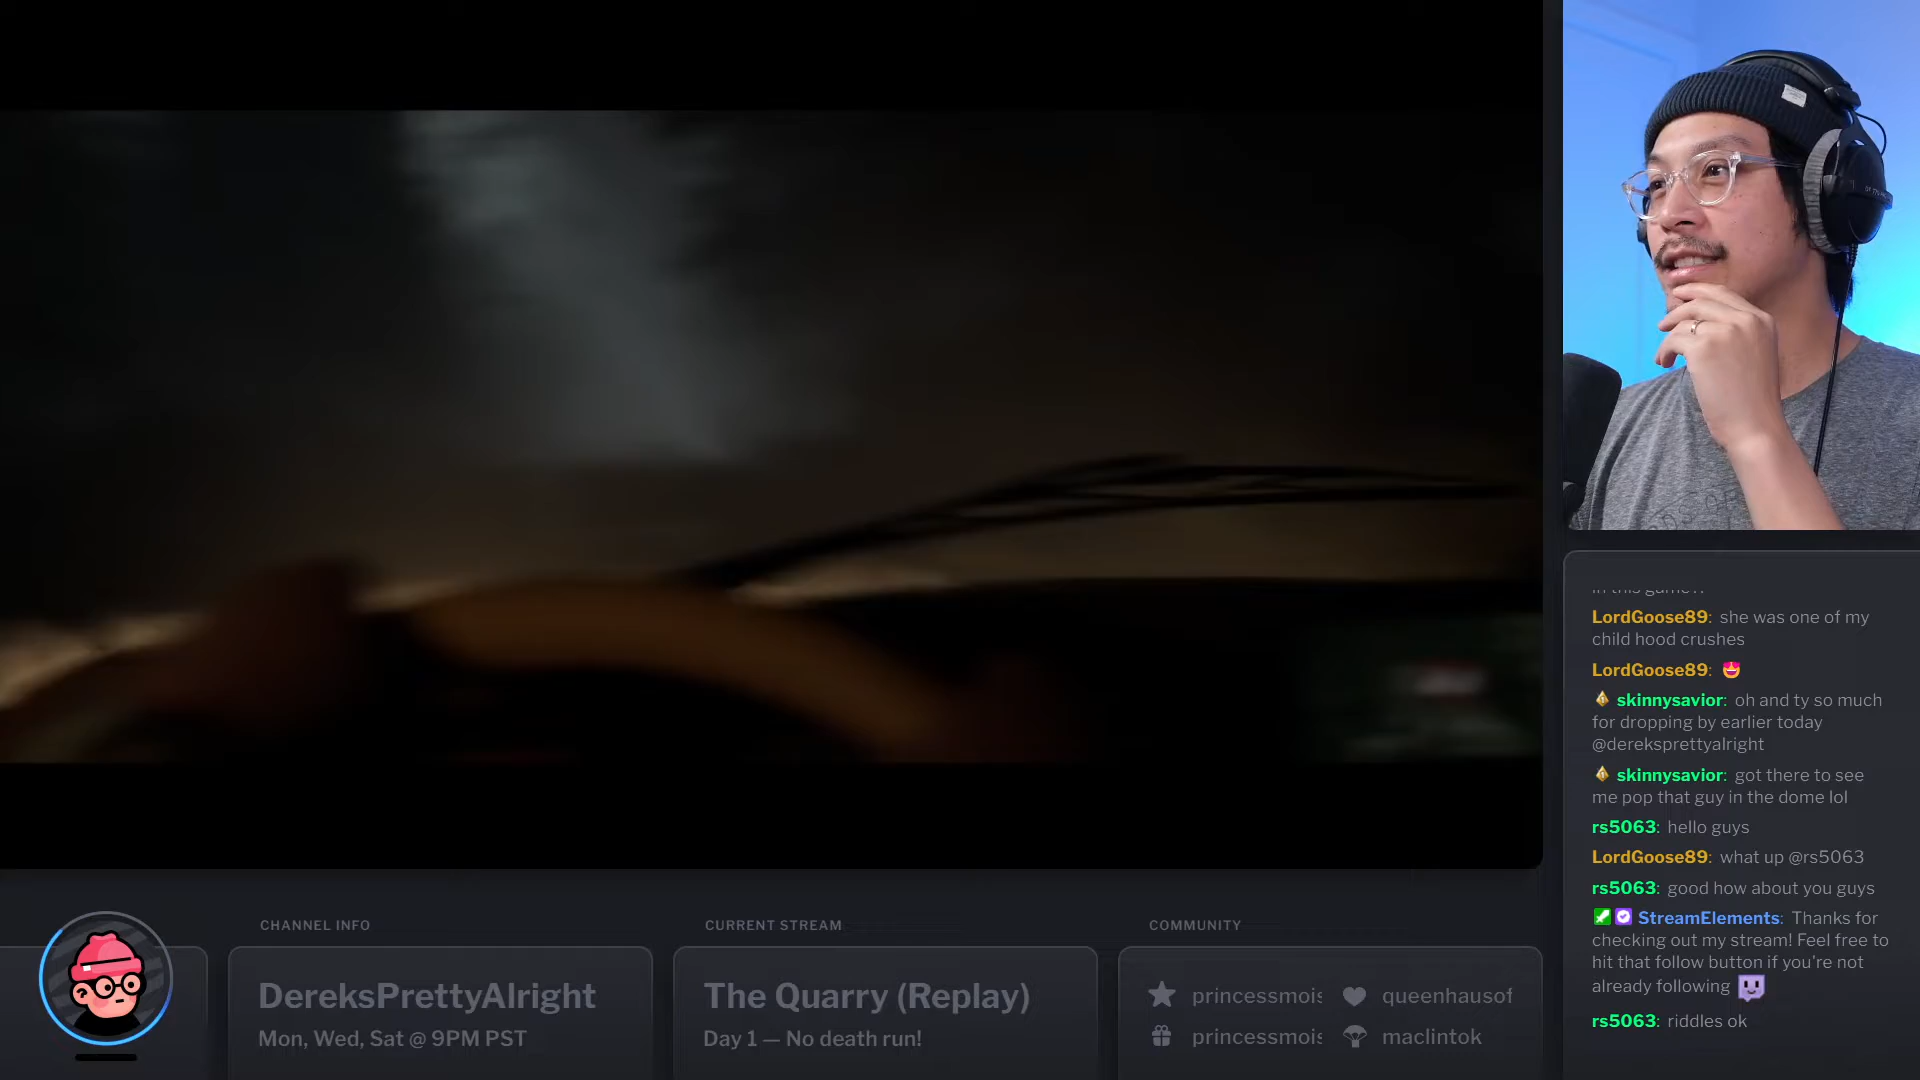 LordGoose89: she was one of my
child hood crushes
LordGoose89: 😍
skinnysavior: oh and ty so much
for dropping by earlier today
@dereksprettyalright
skinnysavior: got there to see
me pop that guy in the dome lol
rs5063: hello guys
LordGoose89: what up @rs5063
rs5063: good how about you guys
StreamElements: Thanks for
checking out my stream! Feel free to
hit that follow button if you're not
already following
rs5063: riddles ok
CHANNEL INFO
DereksPrettyAlright
Mon, Wed, Sat @ 9PM PST
CURRENT STREAM
The Quarry (Replay)
Day 1 — No death run!
COMMUNITY
princessmois
queenhausof
princessmois
maclintok